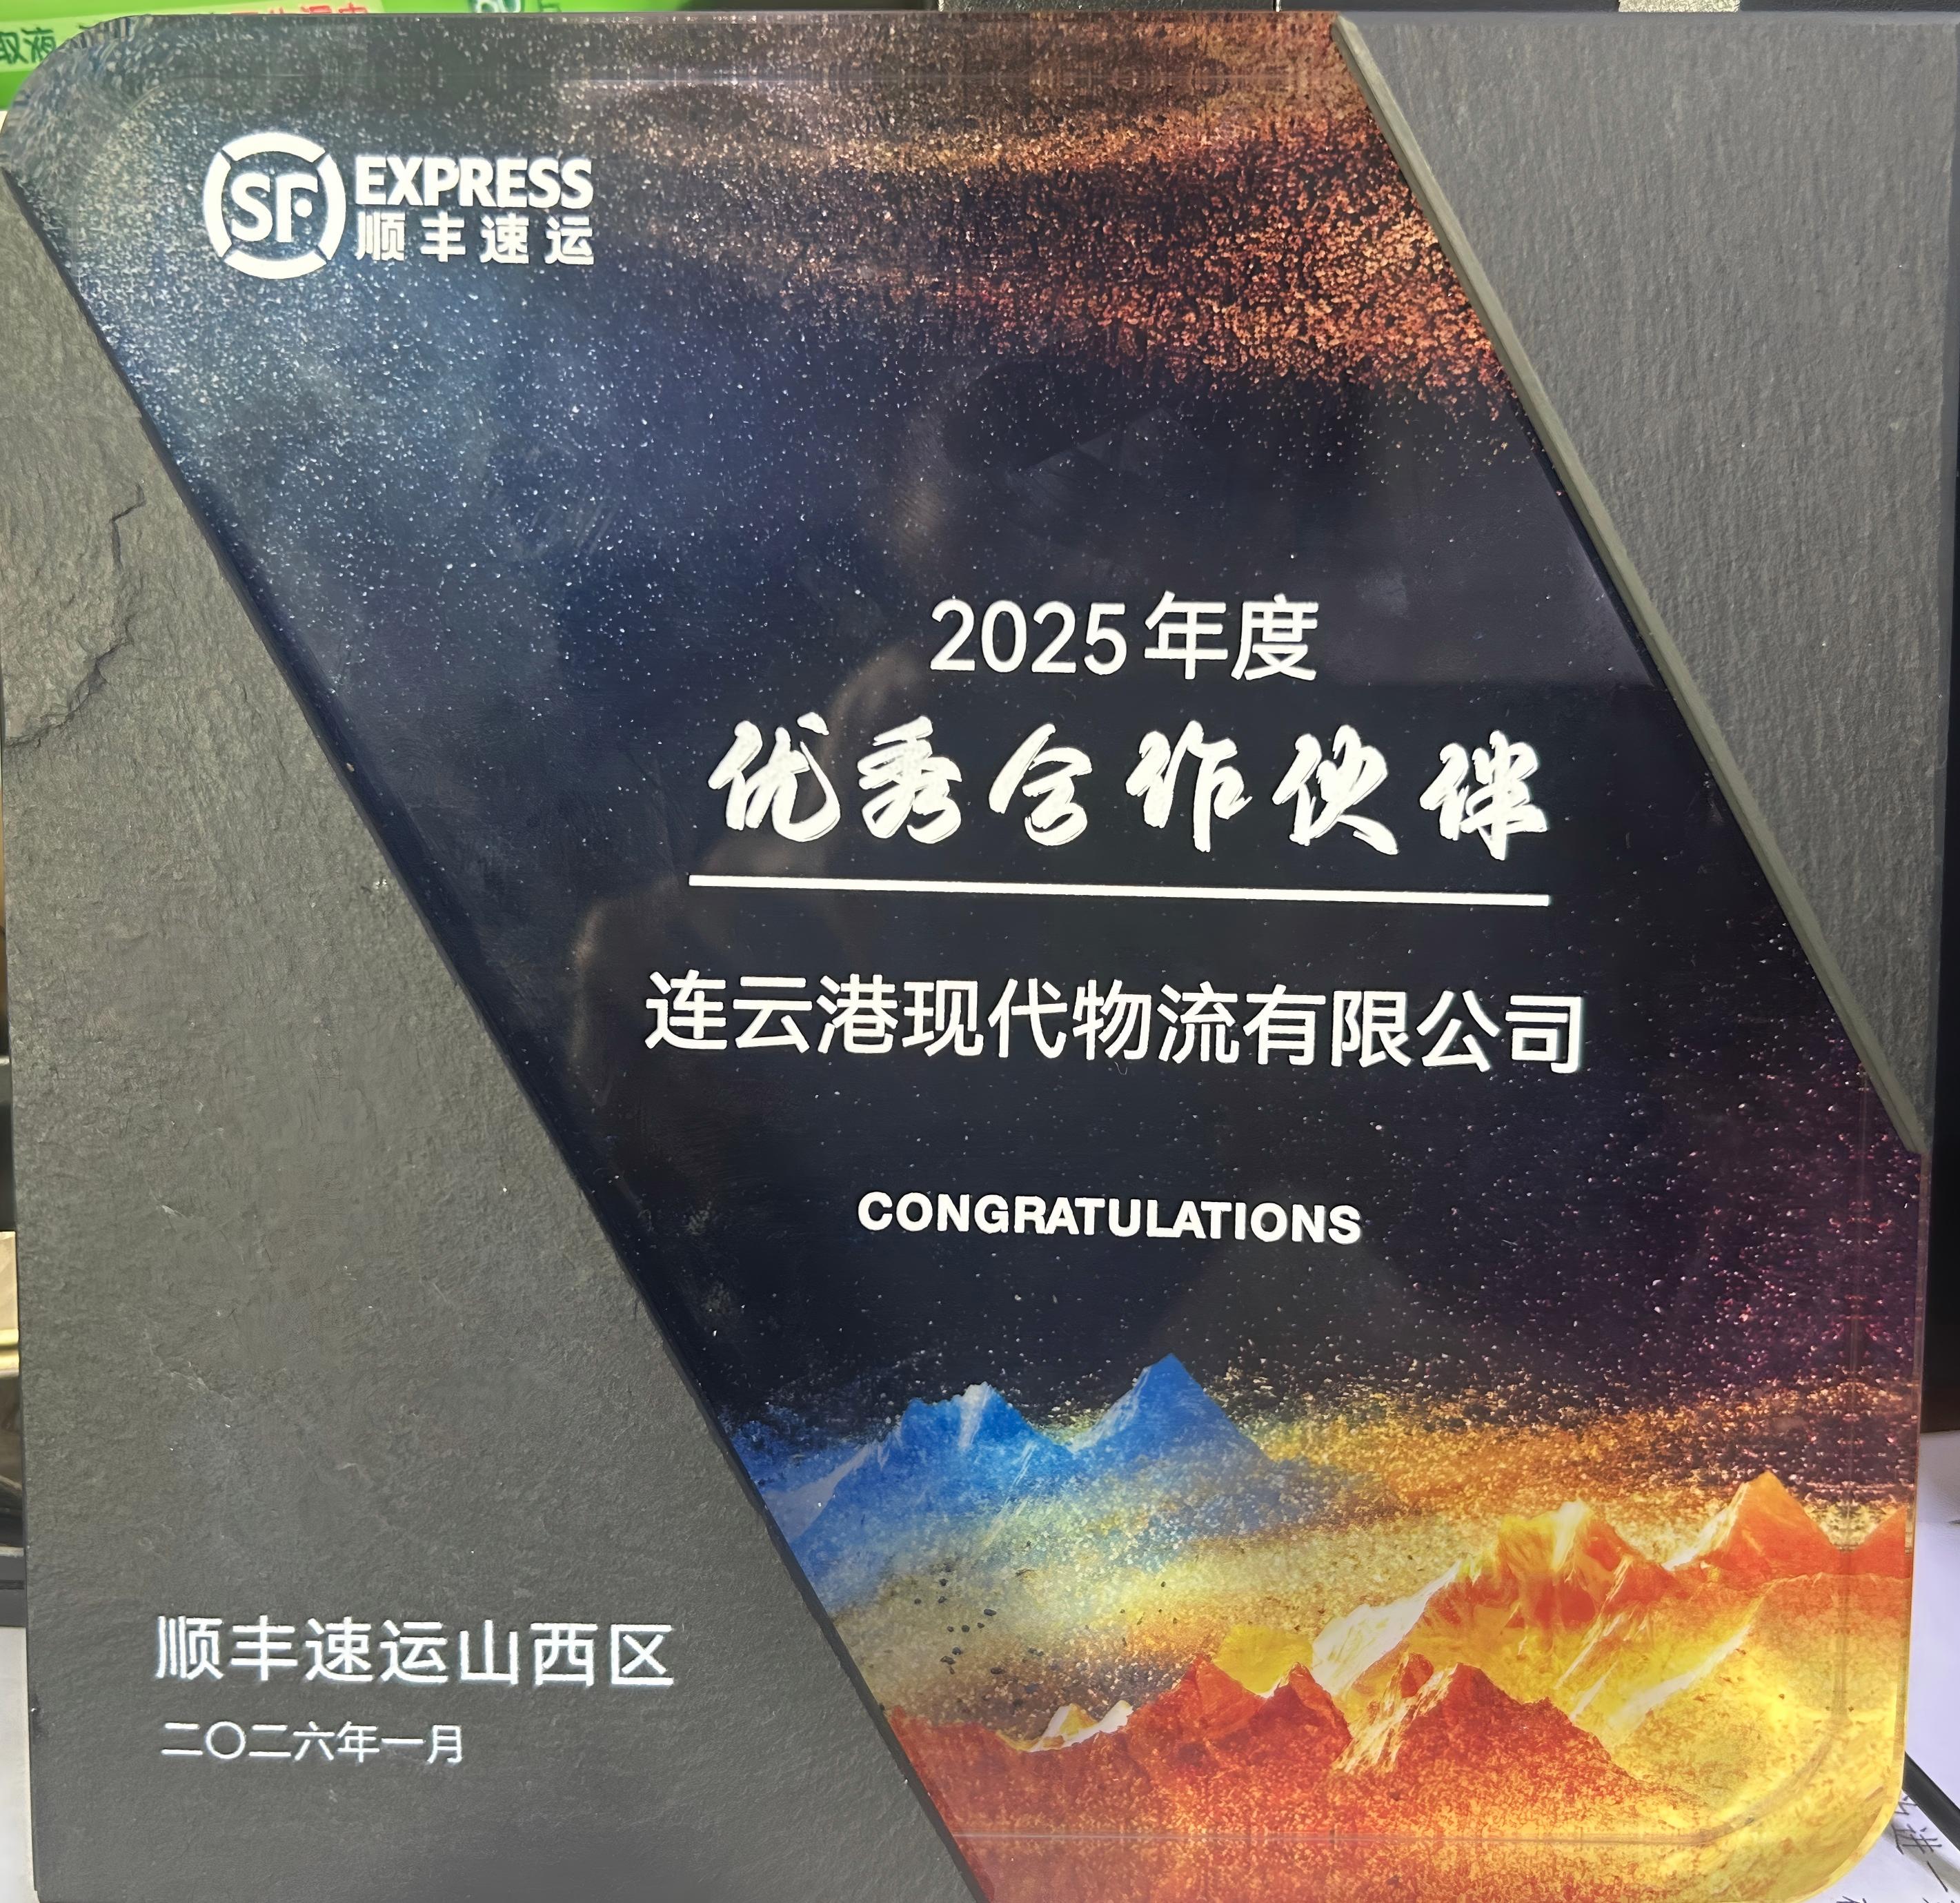 取液
SF EXPRESS
顺丰速运
2025年度
优秀合作伙伴
连云港现代物流有限公司
CONGRATULATIONS
顺丰速运山西区
二〇二六年一月